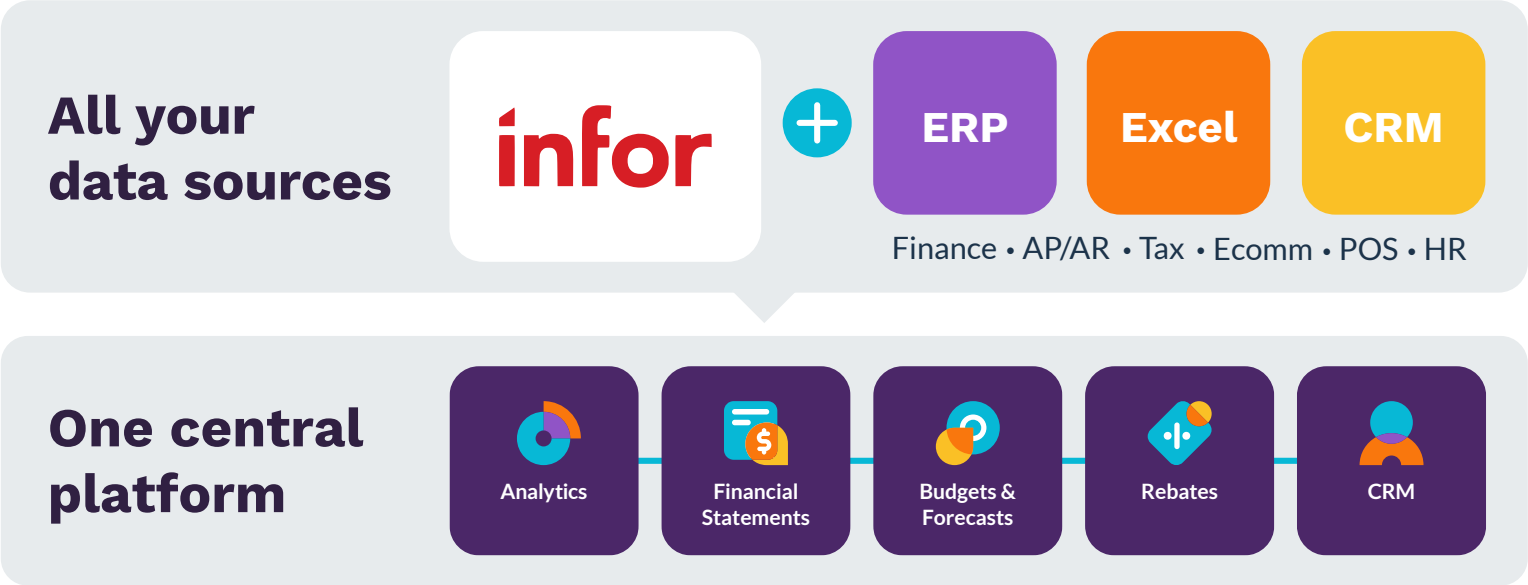 All your
data sources
infor
ERP
Excel
CRM
Finance • AP/AR • Tax • Ecomm • POS • HR
One central
platform
Analytics
Financial
Statements
Budgets &
Forecasts
Rebates
CRM